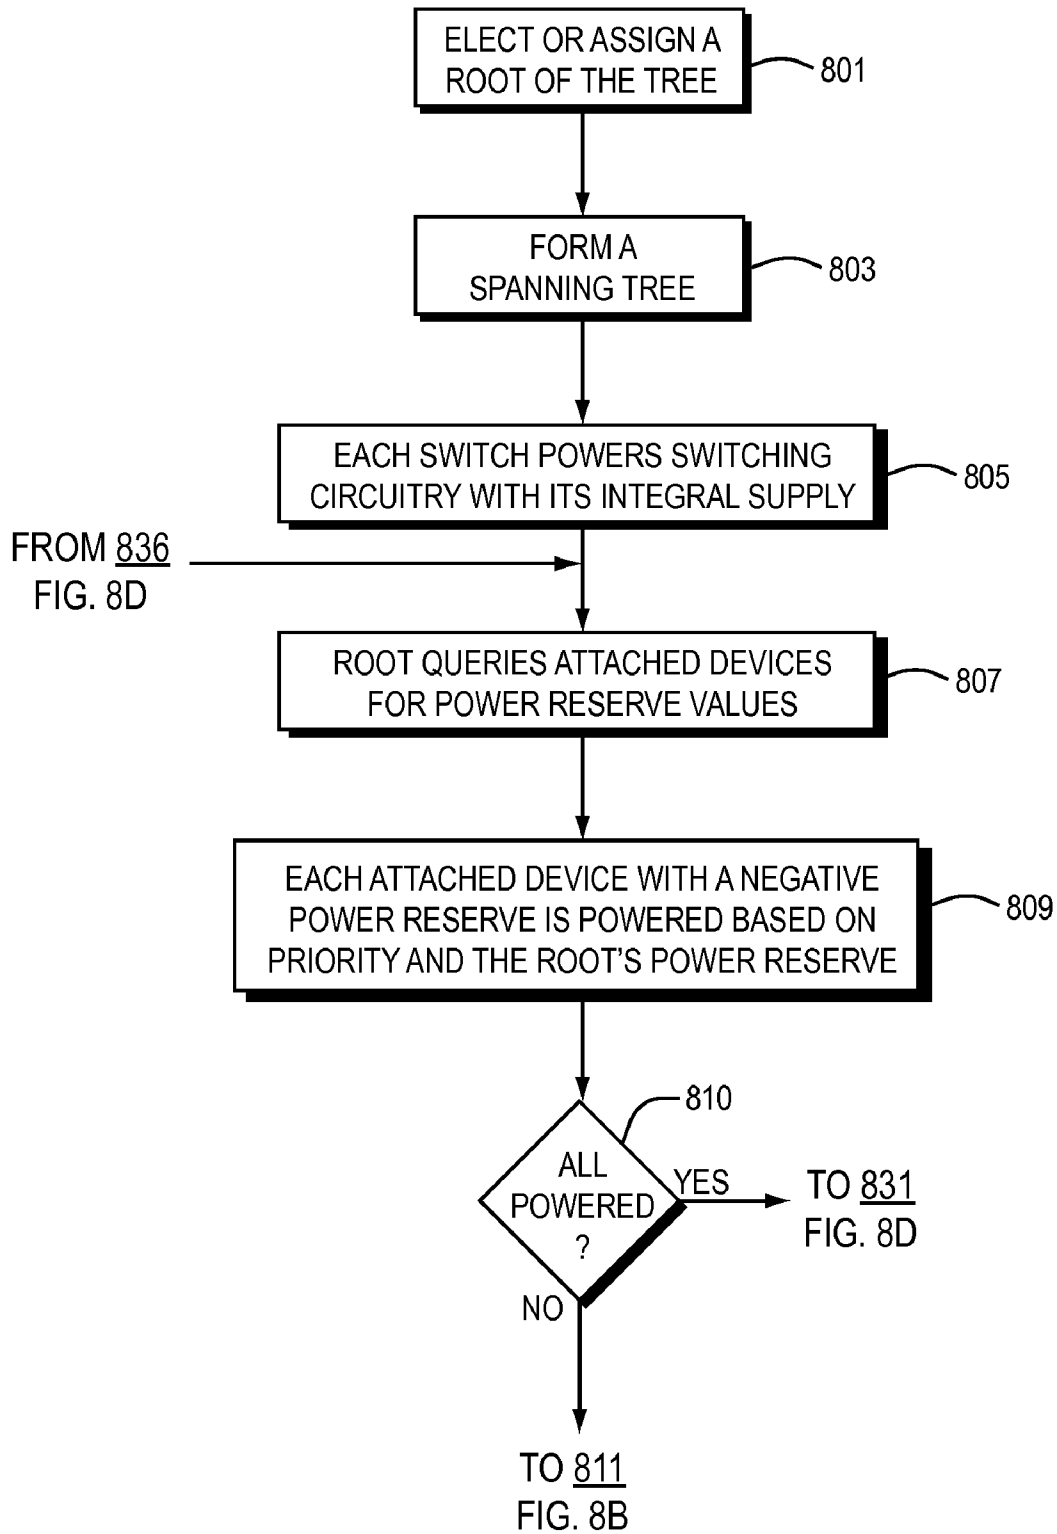 ELECT OR ASSIGN A
ROOT OF THE TREE
801
FORM A
SPANNING TREE
803
EACH SWITCH POWERS SWITCHING
CIRCUITRY WITH ITS INTEGRAL SUPPLY
805
FROM 836
FIG. 8D
ROOT QUERIES ATTACHED DEVICES
FOR POWER RESERVE VALUES
807
EACH ATTACHED DEVICE WITH A NEGATIVE
POWER RESERVE IS POWERED BASED ON
PRIORITY AND THE ROOT'S POWER RESERVE
809
810
ALL
POWERED
?
YES
TO 831
FIG. 8D
NO
TO 811
FIG. 8B